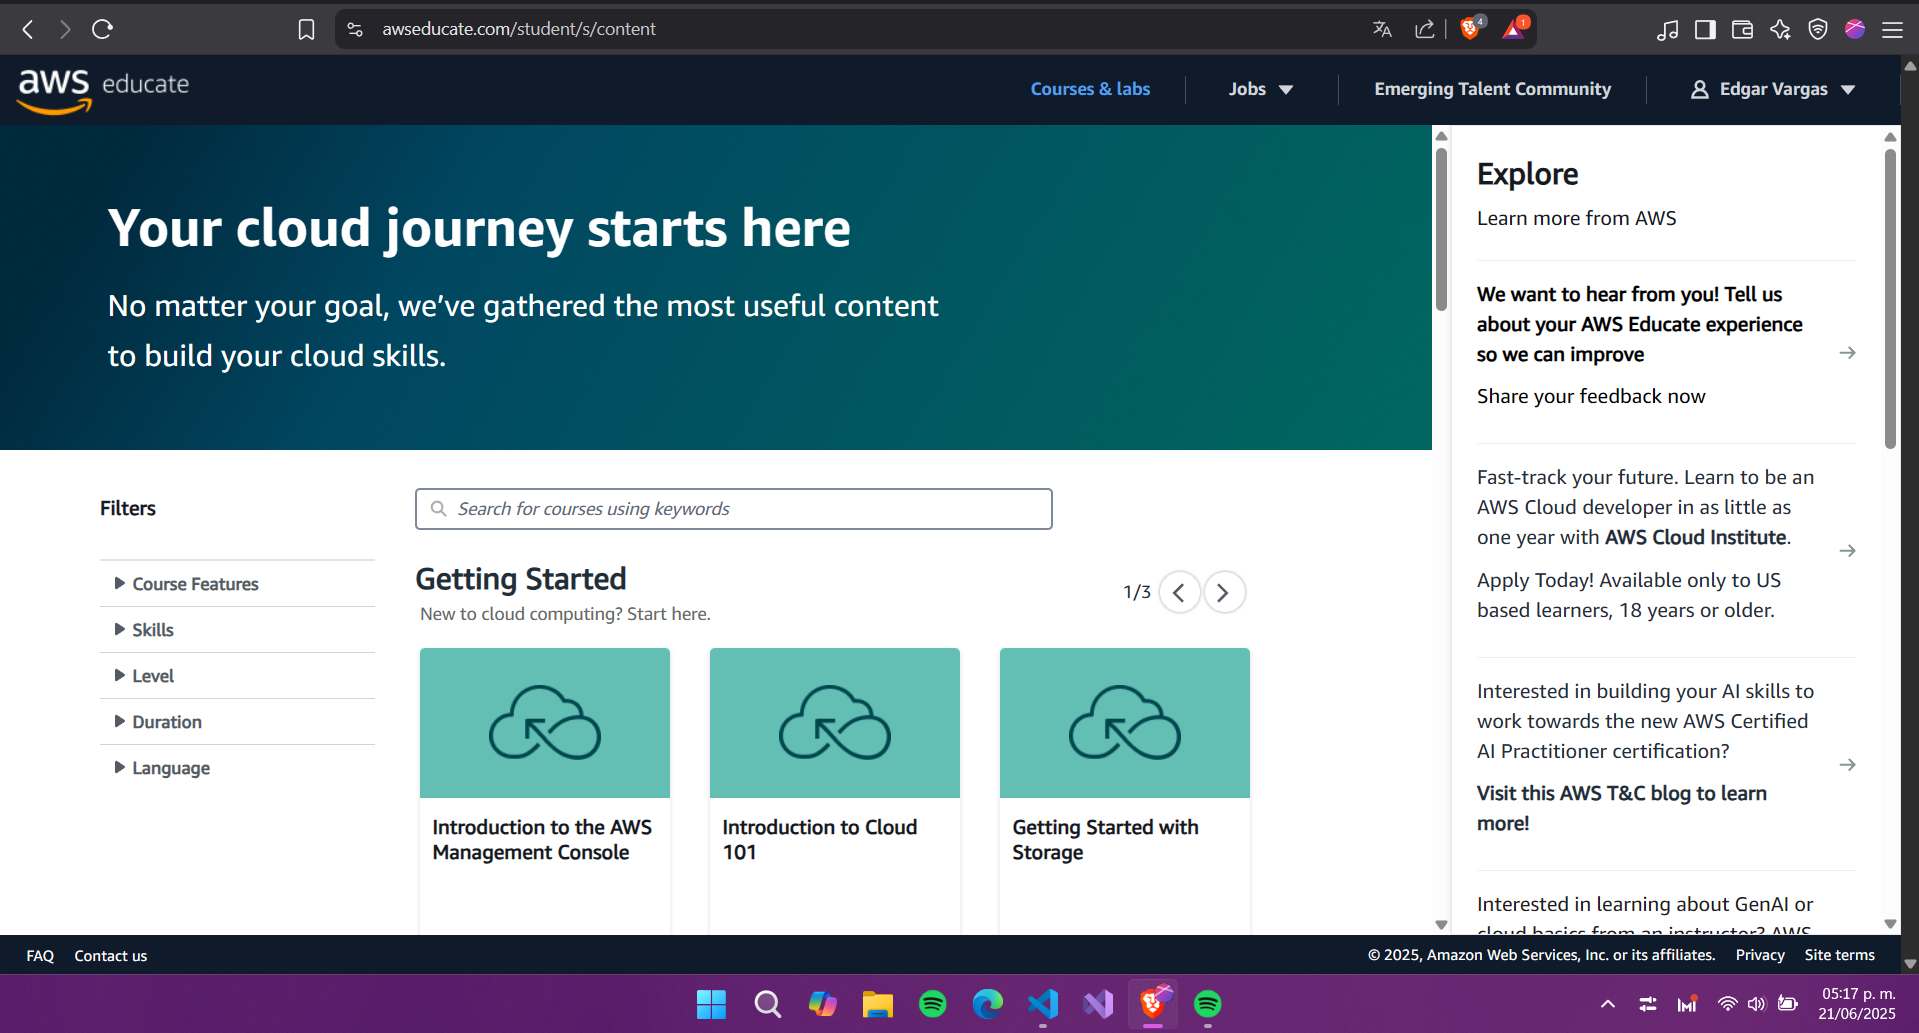 awseducate.com/student/s/content
4
1
aws educate
Courses & labs
Jobs
Emerging Talent Community
Edgar Vargas
Your cloud journey starts here
No matter your goal, we’ve gathered the most useful content
to build your cloud skills.
Filters
Course Features
Skills
Level
Duration
Language
Search for courses using keywords
Getting Started
New to cloud computing? Start here.
1/3
Introduction to the AWS
Management Console
Introduction to Cloud
101
Getting Started with
Storage
Explore
Learn more from AWS
We want to hear from you! Tell us
about your AWS Educate experience
so we can improve
Share your feedback now
Fast-track your future. Learn to be an
AWS Cloud developer in as little as
one year with AWS Cloud Institute.
Apply Today! Available only to US
based learners, 18 years or older.
Interested in building your AI skills to
work towards the new AWS Certified
AI Practitioner certification?
Visit this AWS T&C blog to learn
more!
Interested in learning about GenAI or
cloud basics from an instructor? AWS
FAQ
Contact us
© 2025, Amazon Web Services, Inc. or its affiliates.
Privacy
Site terms
05:17 p. m.
21/06/2025